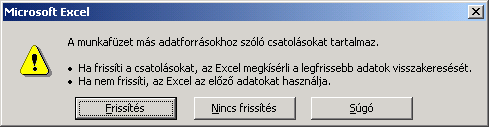 Microsoft Excel
A munkafüzet más adatforrásokhoz szóló csatolásokat tartalmaz.
• Ha frissíti a csatolásokat, az Excel megkísérli a legfrissebb adatok visszakeresését.
• Ha nem frissíti, az Excel az előző adatokat használja.
Frissítés Nincs frissítés Súgó